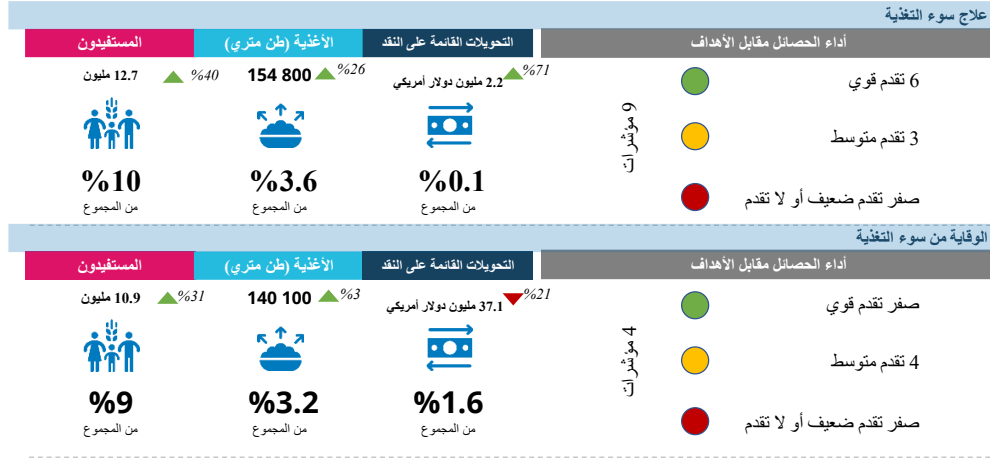 علاج سوء التغذية
أداء الحصائل مقابل الأهداف
التحويلات القائمة على النقد
الأغذية (طن متري)
المستفيدون
6 تقدم قوي
3 تقدم متوسط
صفر تقدم ضعيف أو لا تقدم
9 مؤشرات
%71
2.2 مليون دولار أمريكي
%0.1
من المجموع
%26
154 800
%3.6
من المجموع
%40
12.7 مليون
%10
من المجموع
الوقاية من سوء التغذية
أداء الحصائل مقابل الأهداف
التحويلات القائمة على النقد
الأغذية (طن متري)
المستفيدون
صفر تقدم قوي
4 تقدم متوسط
صفر تقدم ضعيف أو لا تقدم
4 مؤشرات
%21
37.1 مليون دولار أمريكي
%1.6
من المجموع
%3
140 100
%3.2
من المجموع
%31
10.9 مليون
%9
من المجموع